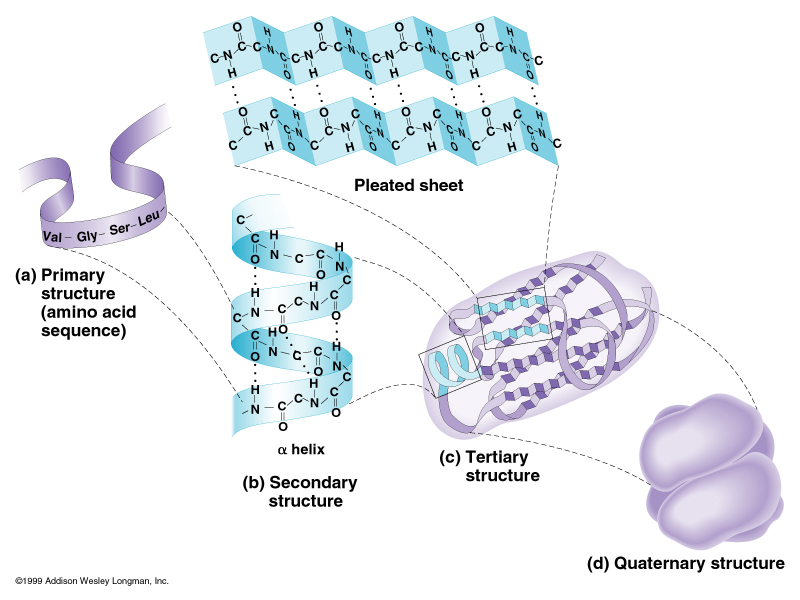 Pleated sheet
Val – Gly – Ser – Leu
(a) Primary
structure
(amino acid
sequence)
α helix
(b) Secondary
structure
(c) Tertiary
structure
(d) Quaternary structure
©1999 Addison Wesley Longman, Inc.